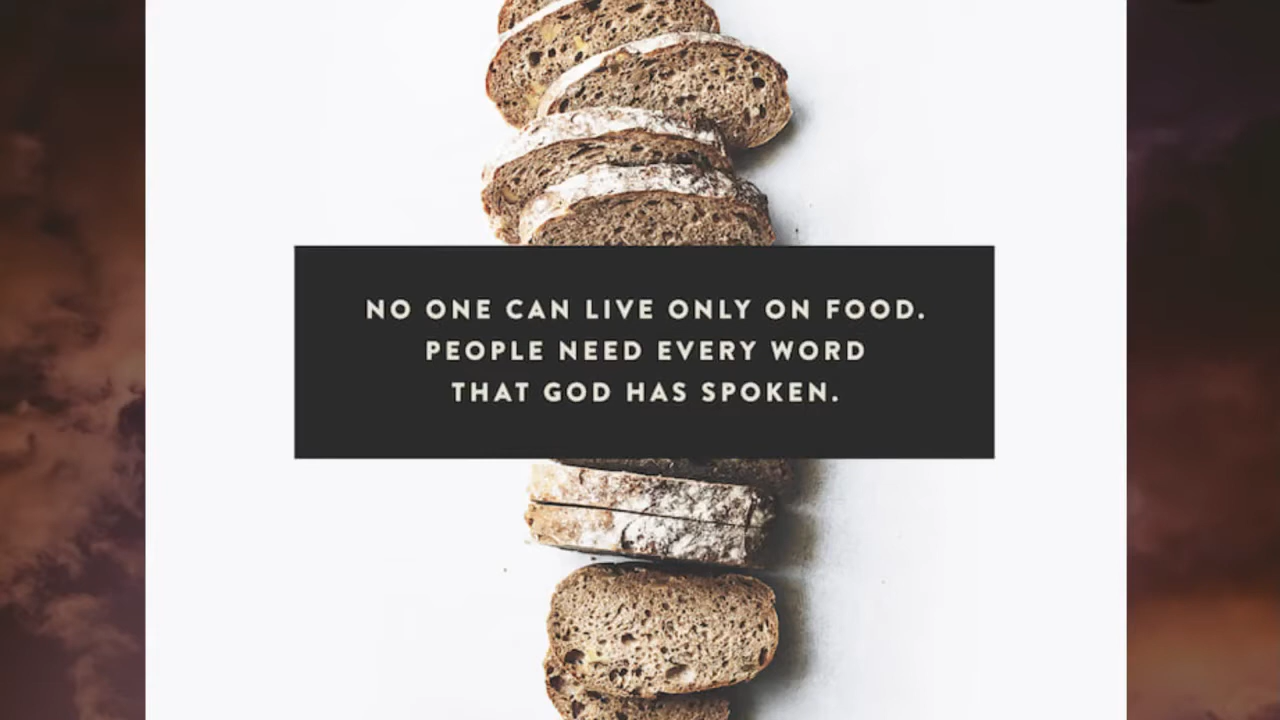 NO ONE CAN LIVE ONLY ON FOOD.
PEOPLE NEED EVERY WORD
THAT GOD HAS SPOKEN.